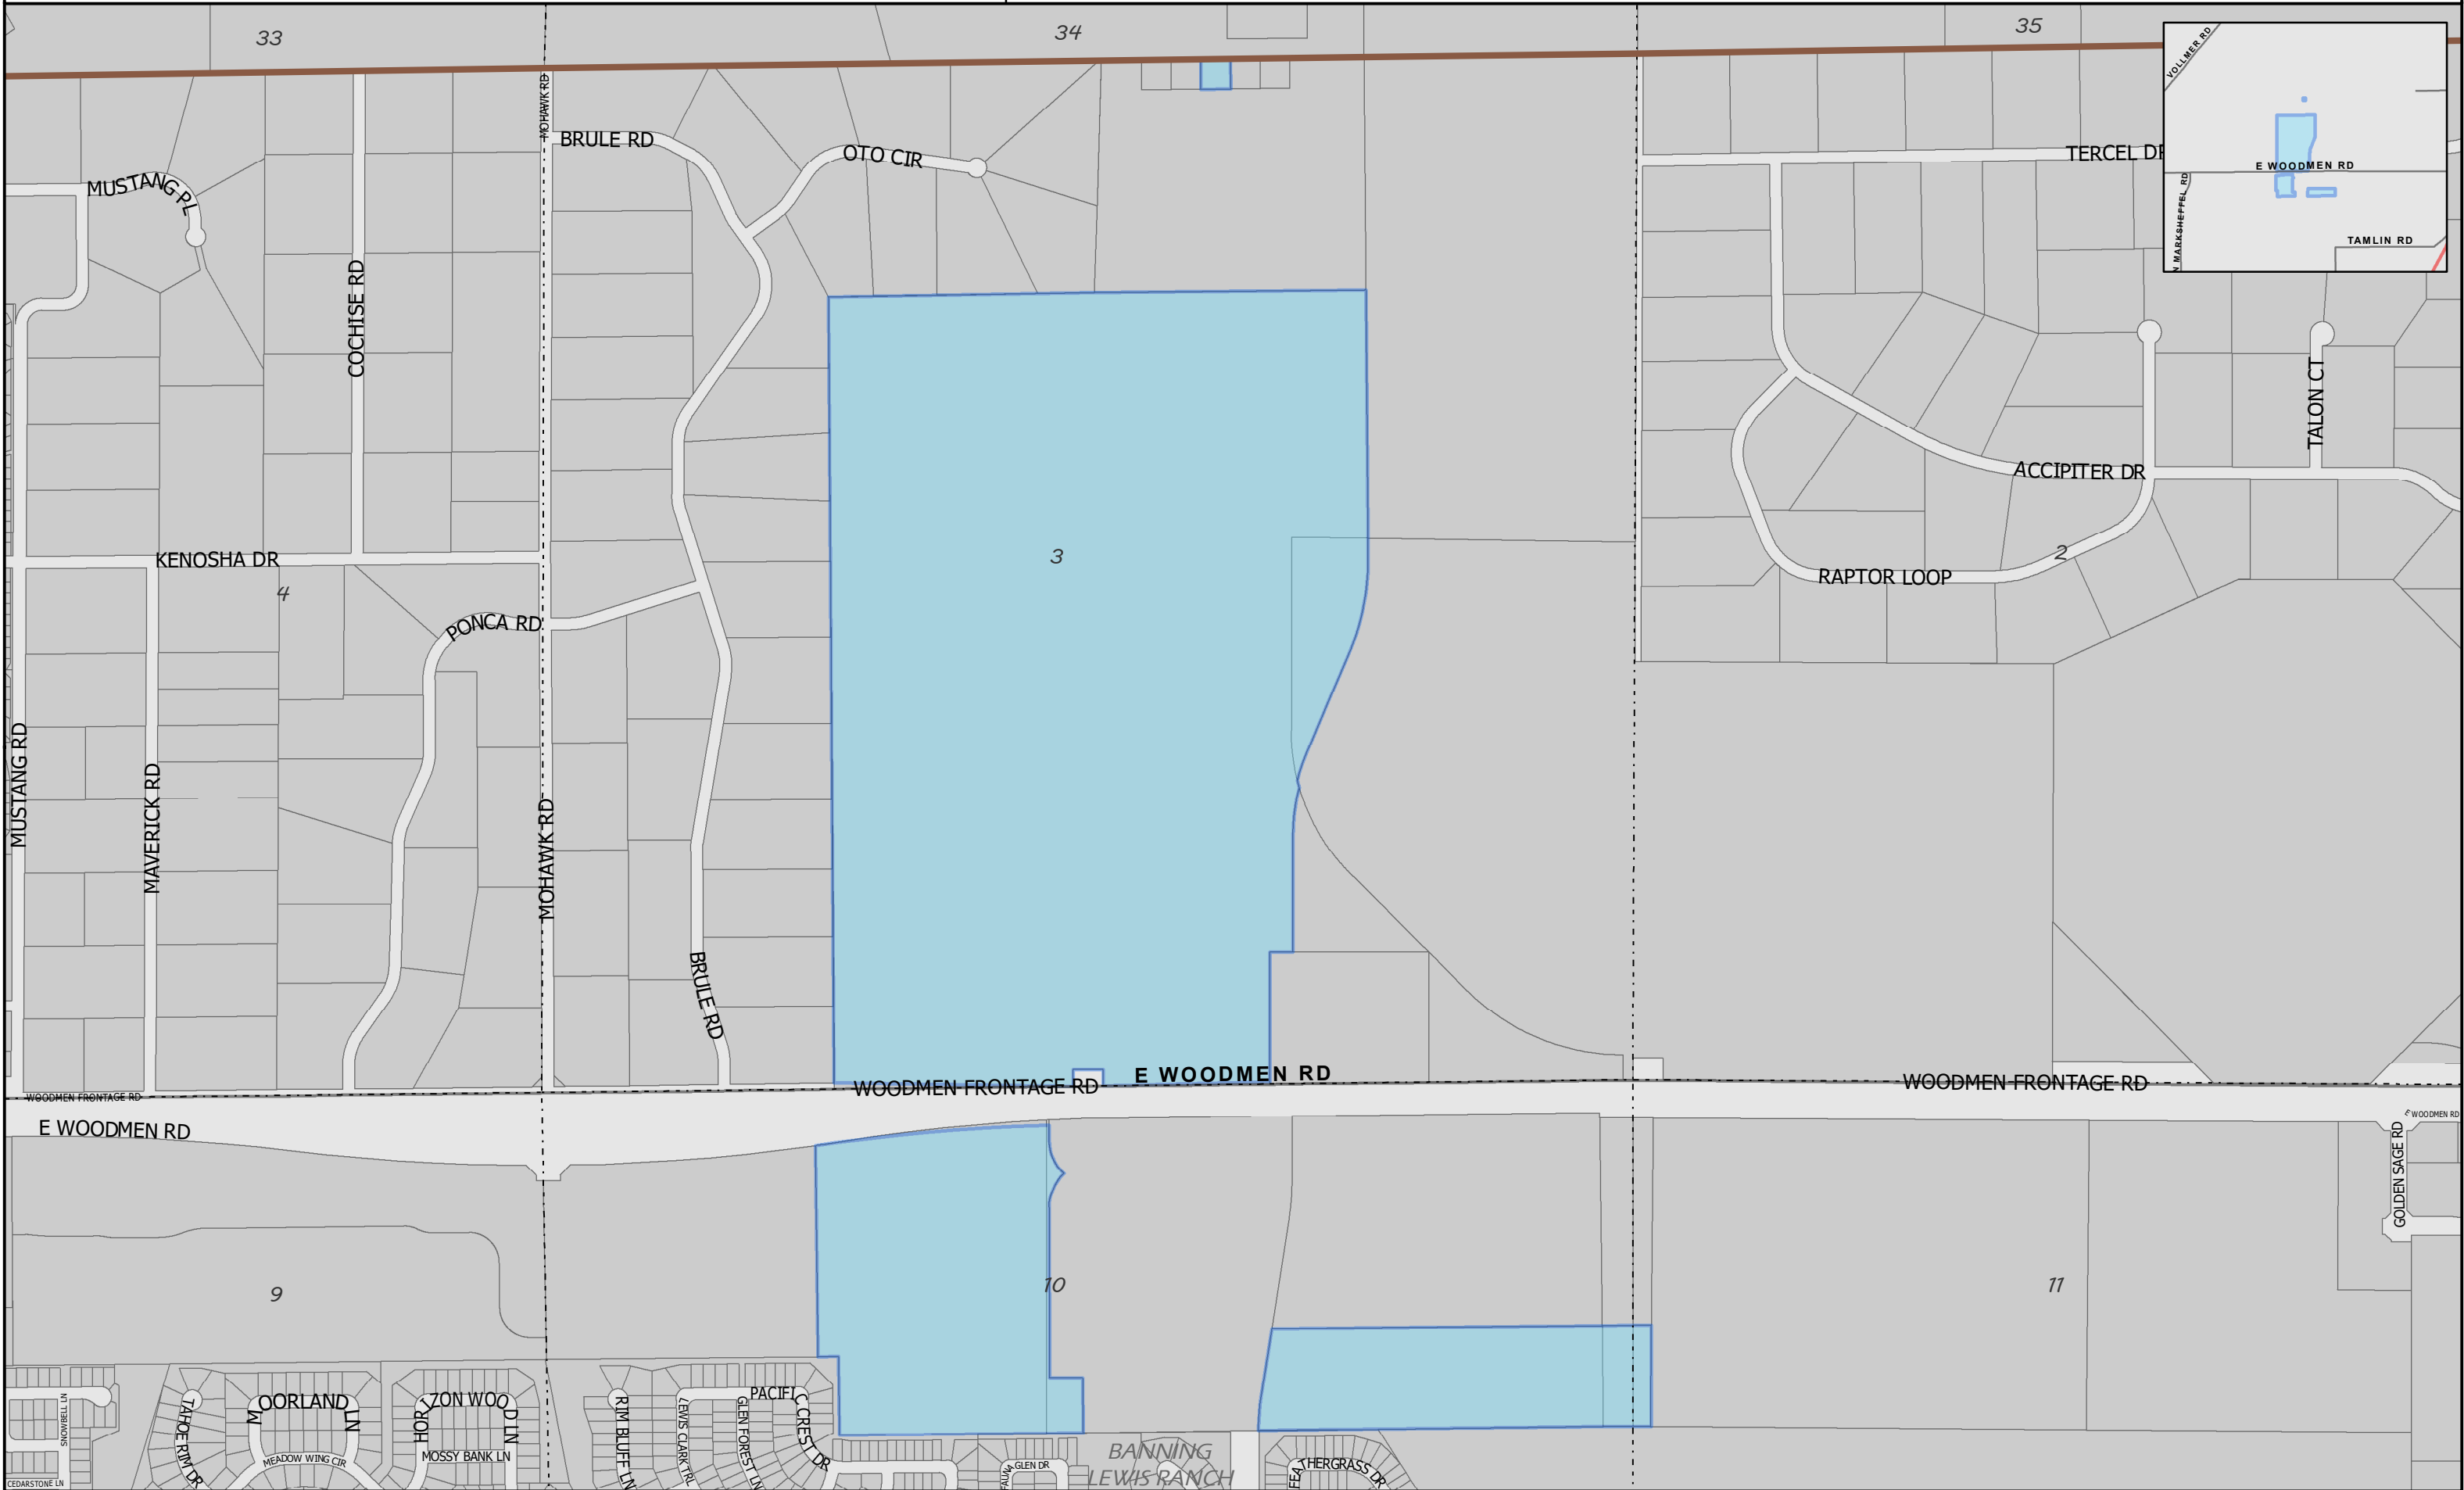 33
34
35
VOLLMER RD
E WOODMEN RD
N MARKSHEFFEL RD
TAMLIN RD
MOHAWK RD
BRULE RD
OTO CIR
TERCEL DR
MUSTANG PL
COCHISE RD
TALON CT
ACCIPITER DR
KENOSHA DR
3
2
4
RAPTOR LOOP
PONCA RD
MUSTANG RD
MAVERICK RD
MOHAWK RD
BRULE RD
E WOODMEN RD
WOODMEN FRONTAGE RD
WOODMEN FRONTAGE RD
WOODMEN FRONTAGE RD
E WOODMEN RD
E WOODMEN RD
GOLDEN SAGE RD
9
10
11
SNOWBELL LN
TAHOE RIM DR
MOORLAND LN
HORIZON WOOD LN
RIM BLUFF LN
LEWIS CLARK TRL
GLEN FOREST LN
PACIFIC CREST DR
MEADOW WING CIR
MOSSY BANK LN
CEDARSTONE LN
FAUNA GLEN DR
BANNING
LEWIS RANCH
FEATHERGRASS DR